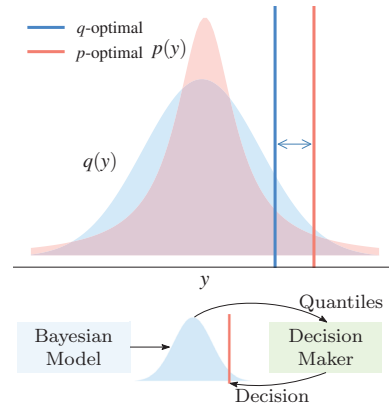 q-optimal
p-optimal
p(y)
q(y)
y
Quantiles
Bayesian
Model
Decision
Maker
Decision